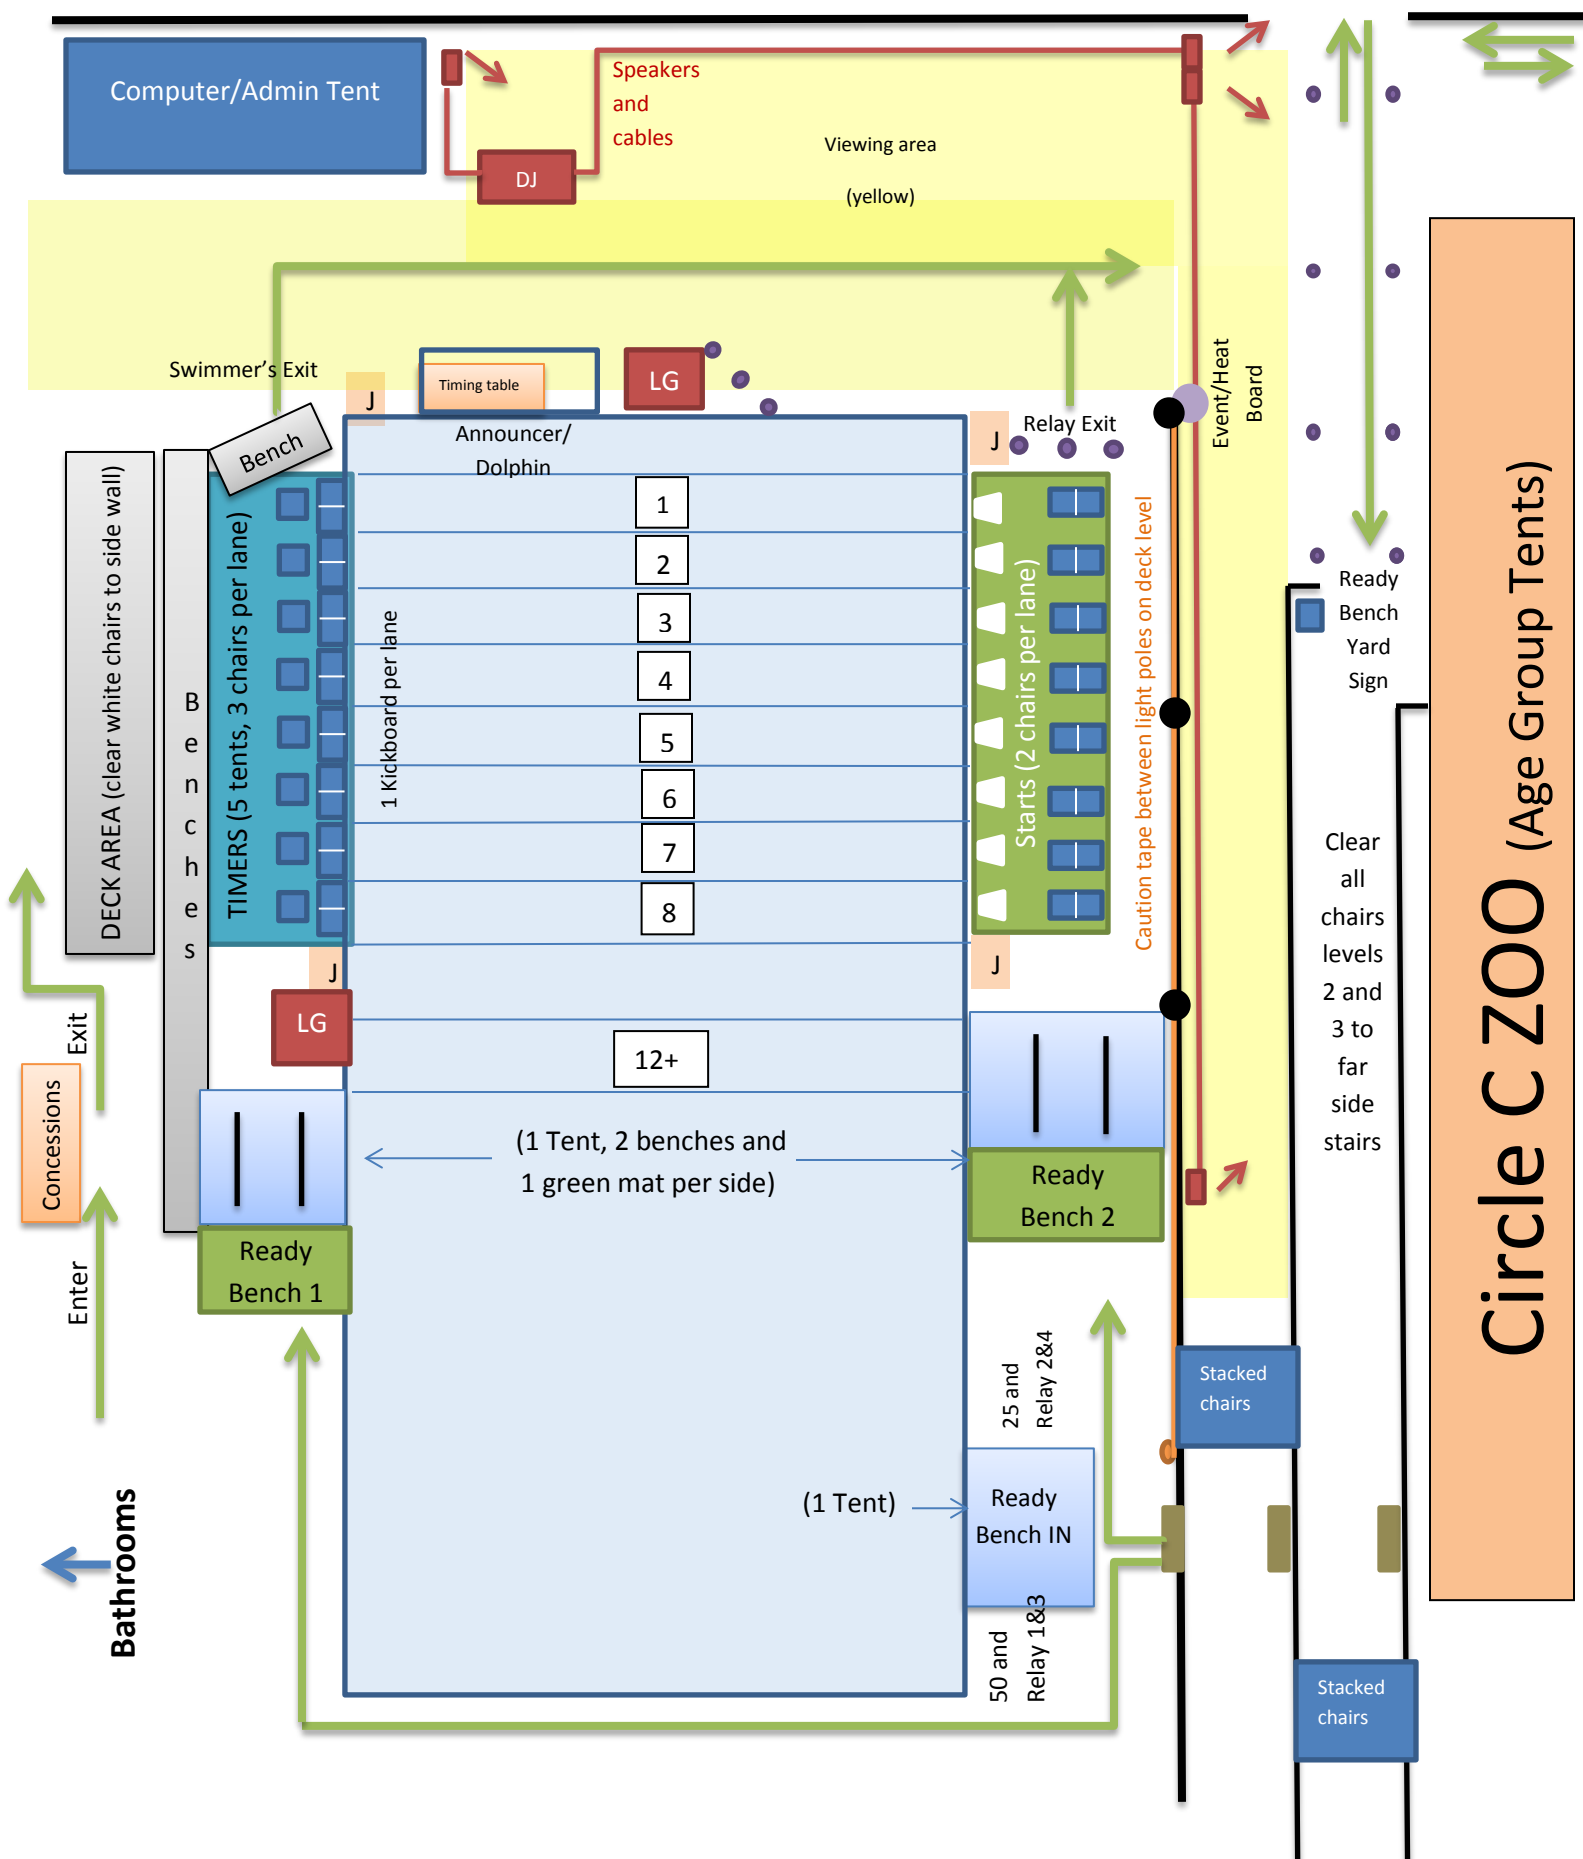 Computer/Admin Tent
Speakers
and
cables
DJ
Viewing area
(yellow)
Swimmer's Exit
J
Timing table
LG
Announcer/
Dolphin
J
Relay Exit
Event/Heat
Board
Bench
DECK AREA (clear white chairs to side wall)
Benches
TIMERS (5 tents, 3 chairs per lane)
1 Kickboard per lane
1
2
3
4
5
6
7
8
Starts (2 chairs per lane)
Caution tape between light poles on deck level
Ready
Bench
Yard
Sign
Clear
all
chairs
levels
2 and
3 to
far
side
stairs
Circle C ZOO (Age Group Tents)
J
J
LG
12+
Exit
Concessions
Enter
(1 Tent, 2 benches and
1 green mat per side)
Ready
Bench 1
Ready
Bench 2
25 and
Relay 2&4
Stacked
chairs
(1 Tent)
Ready
Bench IN
50 and
Relay 1&3
Bathrooms
Stacked
chairs